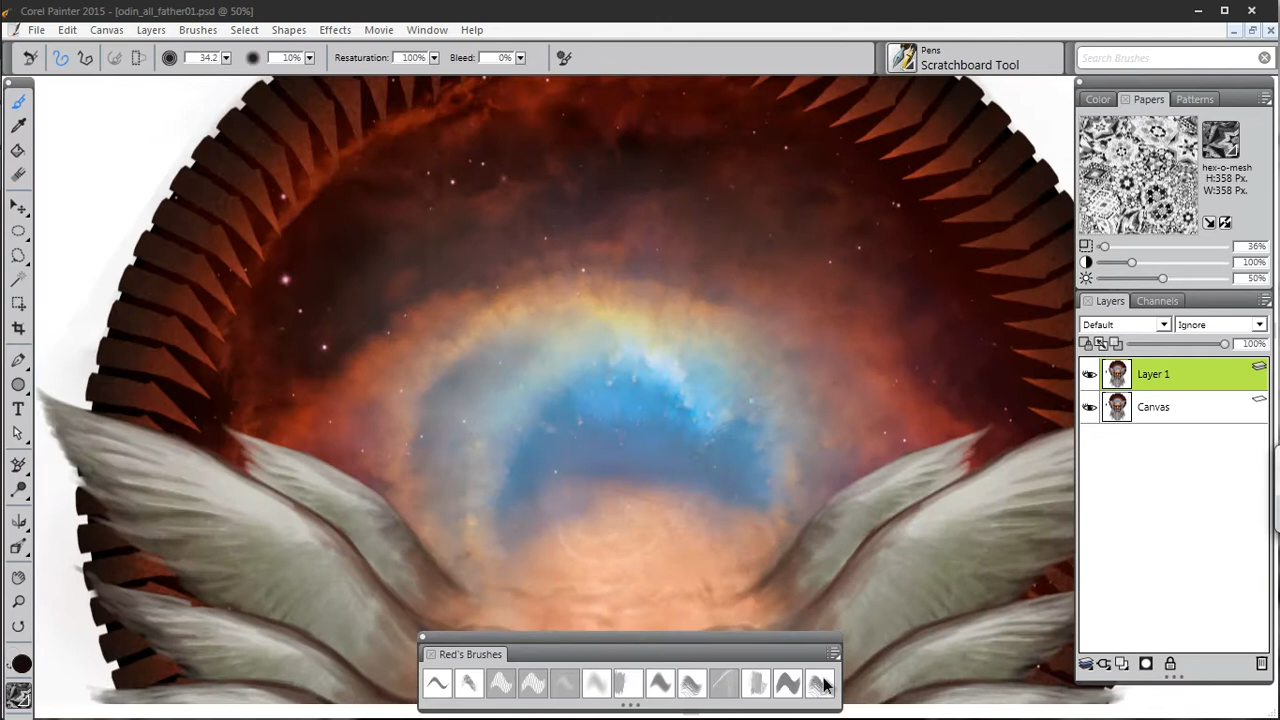 Corel Painter 2015 - [odin_all_father01.psd @ 50%]
File Edit Canvas Layers Brushes Select Shapes Effects Movie Window Help
34.2 10% Resaturation: 100% Bleed: 0%
Pens
Scratchboard Tool
Search Brushes
Color Papers Patterns
hex-o-mesh
H:358 Px.
W:358 Px.
36%
100%
50%
Layers Channels
Default Ignore
100%
Layer 1
Canvas
T
Red's Brushes